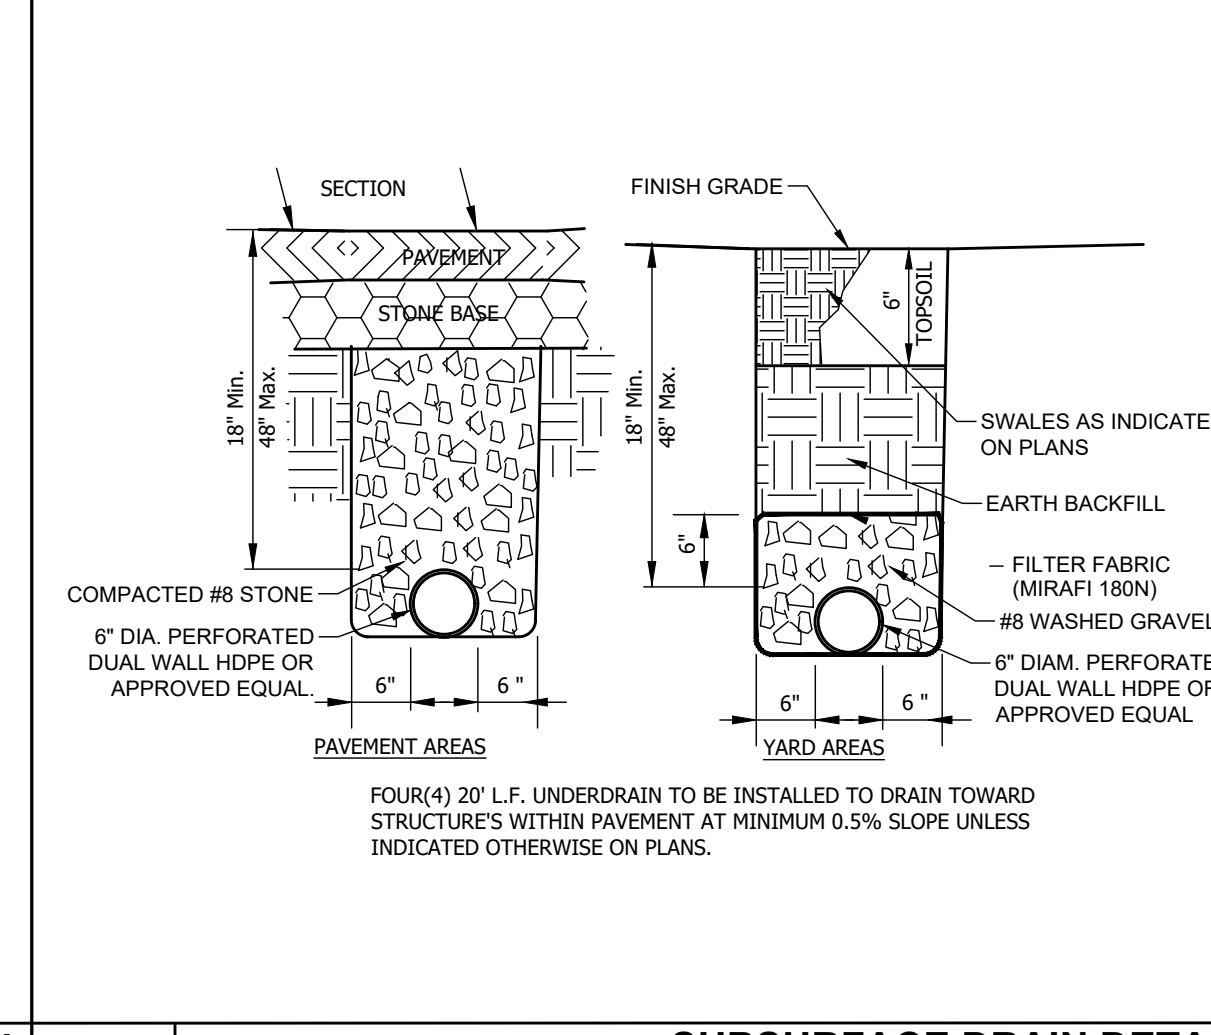 SECTION
PAVEMENT
STONE BASE
18" Min.
48" Max.
COMPACTED #8 STONE
6" DIA. PERFORATED
DUAL WALL HDPE OR
APPROVED EQUAL.
6"
6 "
PAVEMENT AREAS
FINISH GRADE
6"
TOPSOIL
18" Min.
48" Max.
SWALES AS INDICATE
ON PLANS
EARTH BACKFILL
6"
FILTER FABRIC
(MIRAFI 180N)
#8 WASHED GRAVEL
6" DIAM. PERFORATE
DUAL WALL HDPE OR
APPROVED EQUAL
6"
6 "
YARD AREAS
FOUR(4) 20' L.F. UNDERDRAIN TO BE INSTALLED TO DRAIN TOWARD
STRUCTURE'S WITHIN PAVEMENT AT MINIMUM 0.5% SLOPE UNLESS
INDICATED OTHERWISE ON PLANS.
SUBSURFACE DRAIN DETA